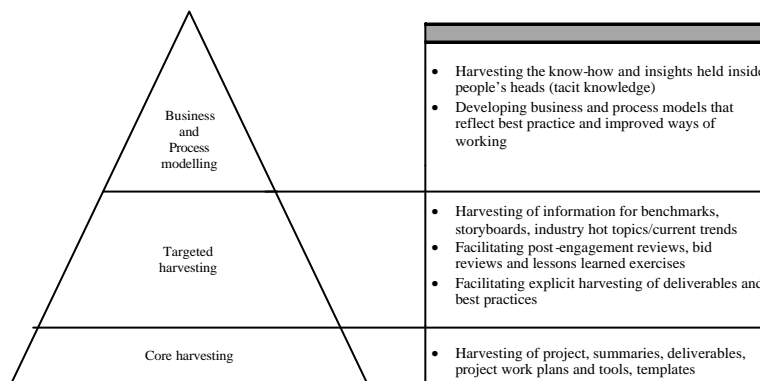 Business
and
Process
modelling
• Harvesting the know-how and insights held inside
people's heads (tacit knowledge)
• Developing business and process models that
reflect best practice and improved ways of
working
Targeted
harvesting
• Harvesting of information for benchmarks,
storyboards, industry hot topics/current trends
• Facilitating post-engagement reviews, bid
reviews and lessons learned exercises
• Facilitating explicit harvesting of deliverables and
best practices
Core harvesting
• Harvesting of project, summaries, deliverables,
project work plans and tools, templates